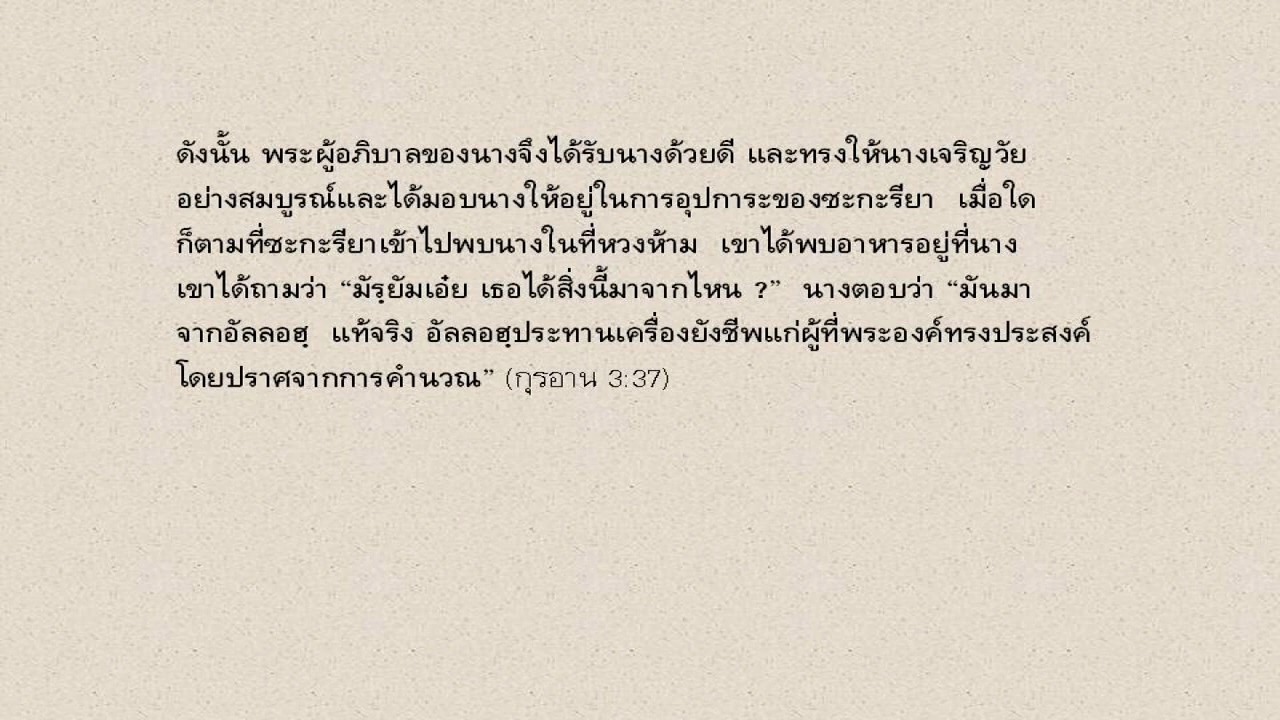 ดังนั้น พระผู้อภิบาลของนางจึงได้รับนางด้วยดี และทรงให้นางเจริญวัย
อย่างสมบูรณ์และได้มอบนางให้อยู่ในการอุปการะของซะกะรียา เมื่อใด
ก็ตามที่ซะกะรียาเข้าไปพบนางในที่หวงห้าม เขาได้พบอาหารอยู่ที่นาง
เขาได้ถามว่า “มัรฺยัมเอ๋ย เธอได้สิ่งนี้มาจากไหน ?” นางตอบว่า “มันมา
จากอัลลอฮฺ แท้จริง อัลลอฮฺประทานเครื่องยังชีพแก่ผู้ที่พระองค์ทรงประสงค์
โดยปราศจากการคำนวณ” (กุรอาน 3:37)